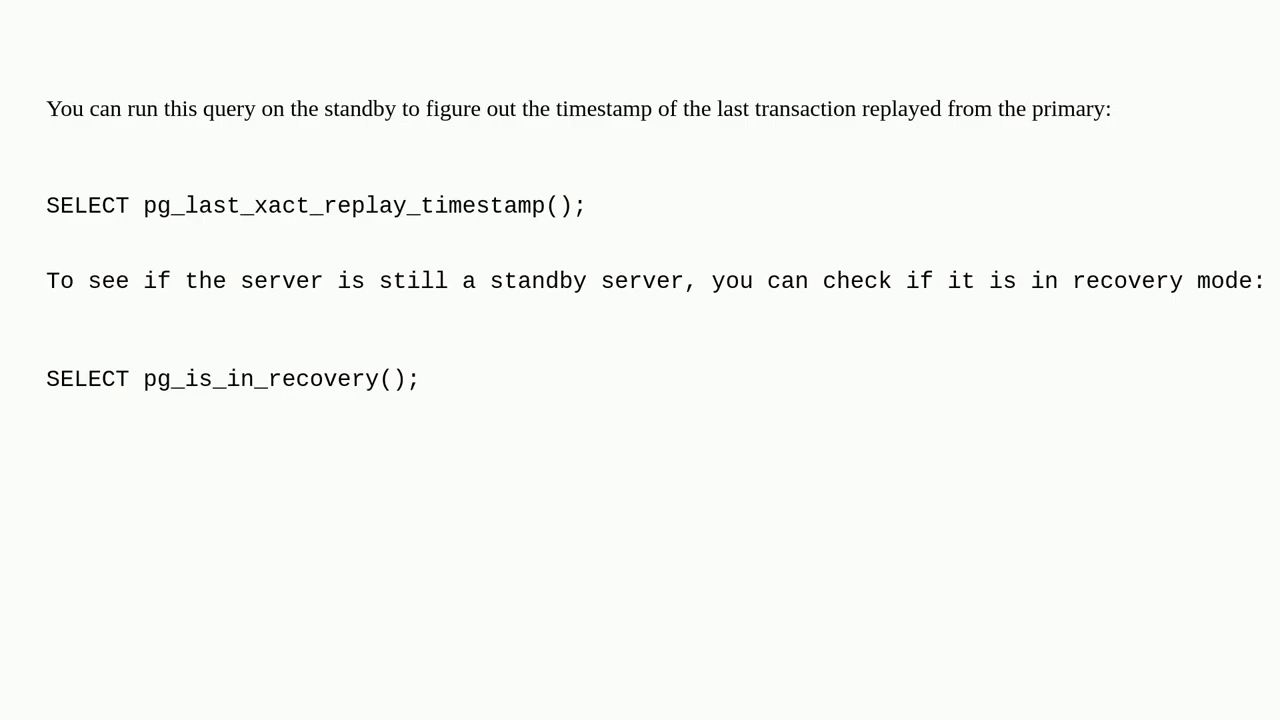 You can run this query on the standby to figure out the timestamp of the last transaction replayed from the primary:
SELECT pg_last_xact_replay_timestamp();
To see if the server is still a standby server, you can check if it is in recovery mode:
SELECT pg_is_in_recovery();